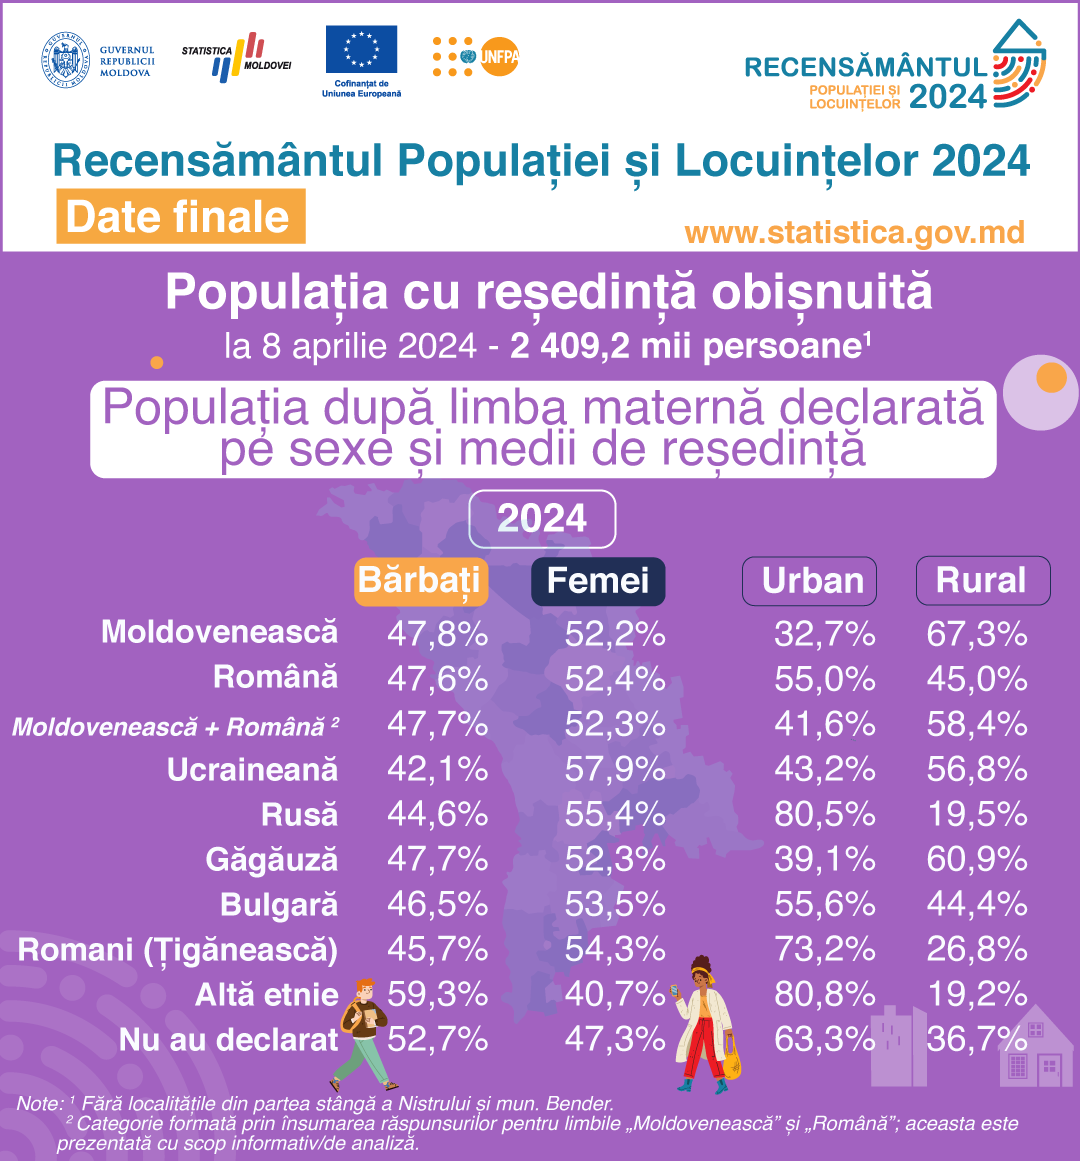 GUVERNUL
REPUBLICII
MOLDOVA
STATISTICA
MOLDOVEI
Cofinanțat de
Uniunea Europeană
UNFPA
RECENSĂMÂNTUL
POPULAȚIEI ȘI
LOCUINȚELOR 2024
Recensământul Populației și Locuințelor 2024
Date finale
www.statistica.gov.md
Populația cu reședință obișnuită
la 8 aprilie 2024 - 2 409,2 mii persoane¹
Populația după limba maternă declarată
pe sexe și medii de reședință
2024
Bărbați Femei Urban Rural
Moldovenească 47,8% 52,2% 32,7% 67,3%
Română 47,6% 52,4% 55,0% 45,0%
Moldovenească + Română ² 47,7% 52,3% 41,6% 58,4%
Ucraineană 42,1% 57,9% 43,2% 56,8%
Rusă 44,6% 55,4% 80,5% 19,5%
Găgăuză 47,7% 52,3% 39,1% 60,9%
Bulgară 46,5% 53,5% 55,6% 44,4%
Romani (Țigănească) 45,7% 54,3% 73,2% 26,8%
Altă etnie 59,3% 40,7% 80,8% 19,2%
Nu au declarat 52,7% 47,3% 63,3% 36,7%
Note: ¹ Fără localitățile din partea stângă a Nistrului și mun. Bender.
² Categorie formată prin însumarea răspunsurilor pentru limbile „Moldovenească” și „Română”; aceasta este
prezentată cu scop informativ/de analiză.